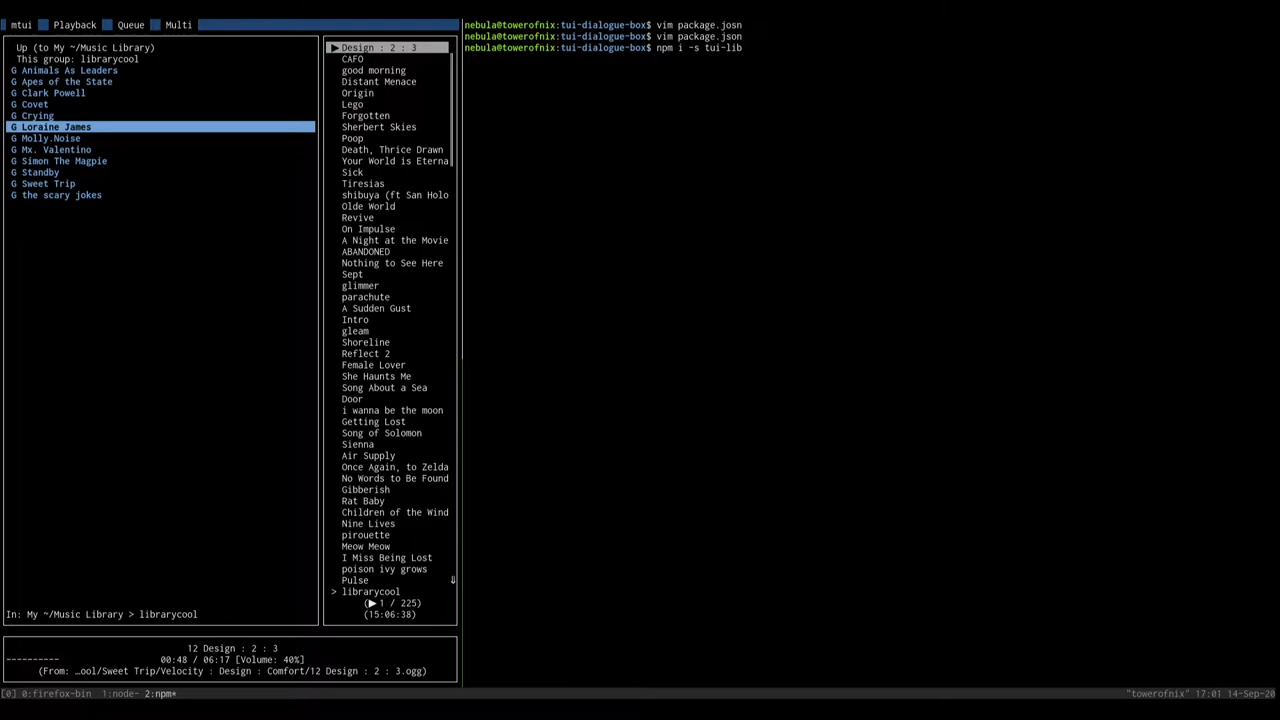 mtui Playback Queue Multi
Up (to My ~/Music Library)
This group: librarycool
G Animals As Leaders
G Apes of the State
G Clark Powell
G Covet
G Crying
G Loraine James
G Molly.Noise
G Mx. Valentino
G Simon The Magpie
G Standby
G Sweet Trip
G the scary jokes
In: My ~/Music Library > librarycool
▶ Design : 2 : 3
CAFO
good morning
Distant Menace
Origin
Lego
Forgotten
Sherbert Skies
Poop
Death, Thrice Drawn
Your World is Eterna
Sick
Tiresias
shibuya (ft San Holo
Olde World
Revive
On Impulse
A Night at the Movie
ABANDONED
Nothing to See Here
Sept
glimmer
parachute
A Sudden Gust
Intro
gleam
Shoreline
Reflect 2
Female Lover
She Haunts Me
Song About a Sea
Door
i wanna be the moon
Getting Lost
Song of Solomon
Sienna
Air Supply
Once Again, to Zelda
No Words to Be Found
Gibberish
Rat Baby
Children of the Wind
Nine Lives
pirouette
Meow Meow
I Miss Being Lost
poison ivy grows
Pulse ⇓
> librarycool
(▶ 1 / 225)
(15:06:38)
12 Design : 2 : 3
---------- 00:48 / 06:17 [Volume: 40%]
(From: …ool/Sweet Trip/Velocity : Design : Comfort/12 Design : 2 : 3.ogg)
nebula@towerofnix:tui-dialogue-box$ vim package.josn
nebula@towerofnix:tui-dialogue-box$ vim package.json
nebula@towerofnix:tui-dialogue-box$ npm i -s tui-lib
[0] 0:firefox-bin 1:node- 2:npm* "towerofnix" 17:01 14-Sep-20